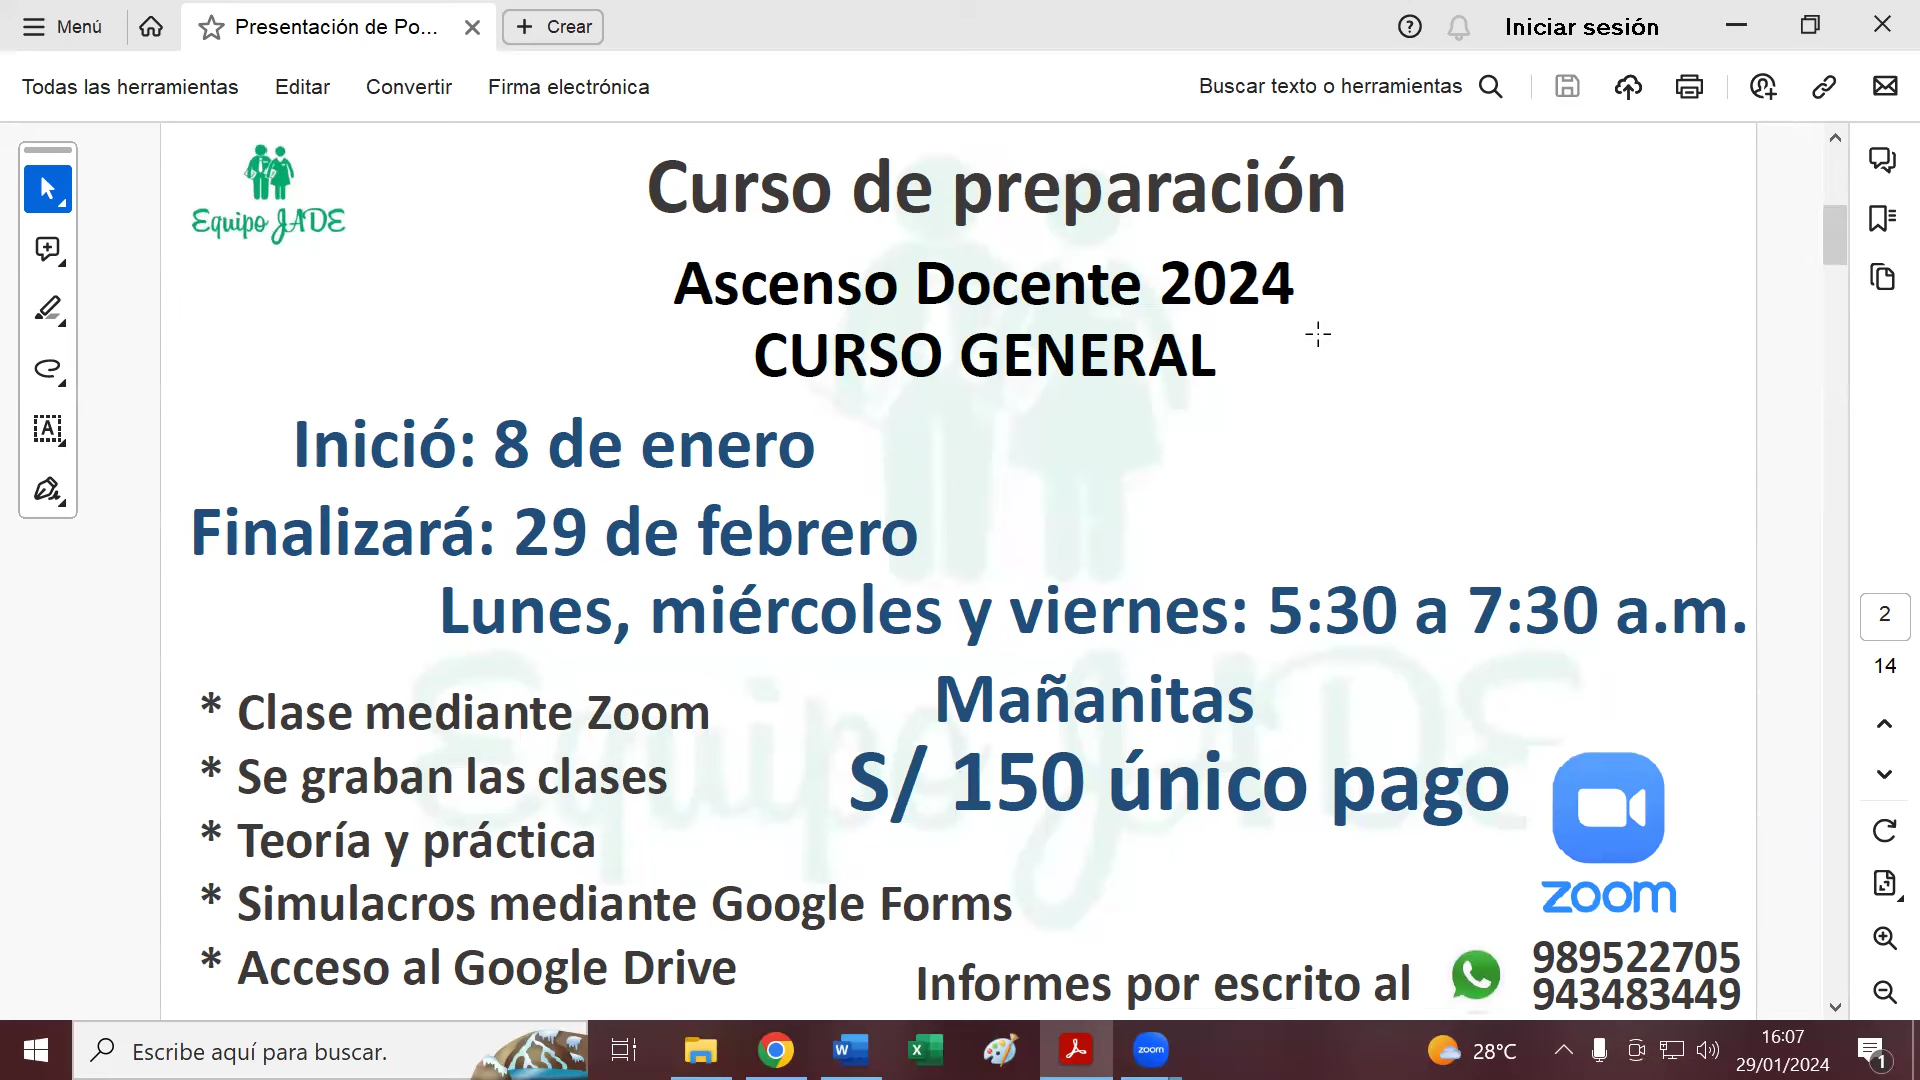 Menú
Presentación de Po...
Crear
Iniciar sesión
Todas las herramientas
Editar
Convertir
Firma electrónica
Buscar texto o herramientas
Equipo JADE
Curso de preparación
Ascenso Docente 2024
CURSO GENERAL
Inició: 8 de enero
Finalizará: 29 de febrero
Lunes, miércoles y viernes: 5:30 a 7:30 a.m.
Mañanitas
S/ 150 único pago
* Clase mediante Zoom
* Se graban las clases
* Teoría y práctica
* Simulacros mediante Google Forms
* Acceso al Google Drive
zoom
Informes por escrito al
989522705
943483449
Equipo JADE
2
14
Escribe aquí para buscar.
zoom
28°C
16:07
29/01/2024
1